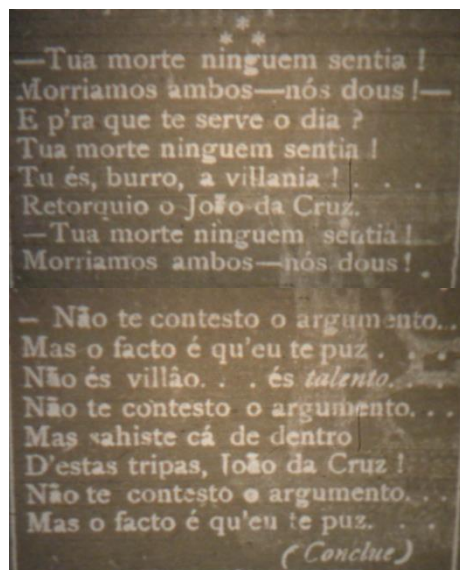 * * *
—Tua morte ninguem sentia !
Morriamos ambos—nós dous !—
E p'ra que te serve o dia ?
Tua morte ninguem sentia !
Tu és, burro, a villania ! . . .
Retorquio o João da Cruz.
—Tua morte ninguem sentia !
Morriamos ambos—nós dous ! .
— Não te contesto o argumento...
Mas o facto é qu'eu te puz . . . .
Não és villâo. . . és talento. . .
Não te contesto o argumento. . .
Mas sahiste cá de dentro
D'estas tripas, João da Cruz !
Não te contesto o argumento. . .
Mas o facto é qu'eu te puz. . . .
( Conclue )